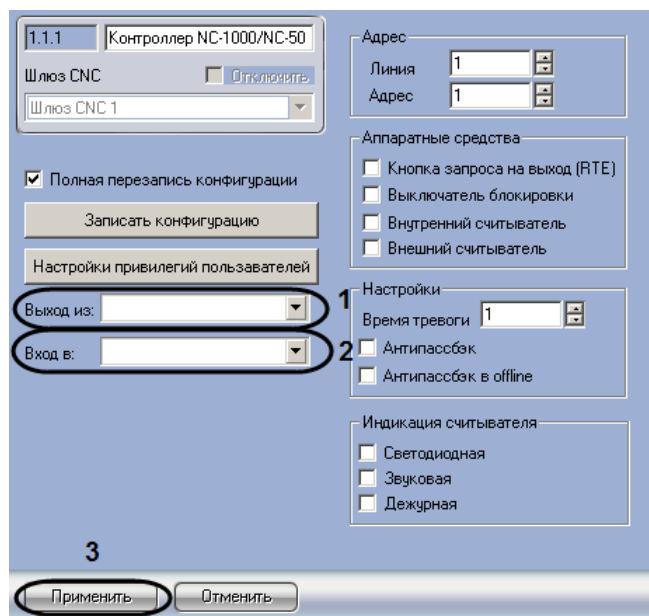 1.1.1 Контроллер NC-1000/NC-50
Шлюз CNC Отключить
Шлюз CNC 1
Полная перезапись конфигурации
Записать конфигурацию
Настройки привилегий пользавателей
Выход из: 1
Вход в: 2
Адрес
Линия 1
Адрес 1
Аппаратные средства
Кнопка запроса на выход (RTE)
Выключатель блокировки
Внутренний считыватель
Внешний считыватель
Настройки
Время тревоги 1
Антипассбэк
Антипассбэк в offline
Индикация считывателя
Светодиодная
Звуковая
Дежурная
3
Применить Отменить